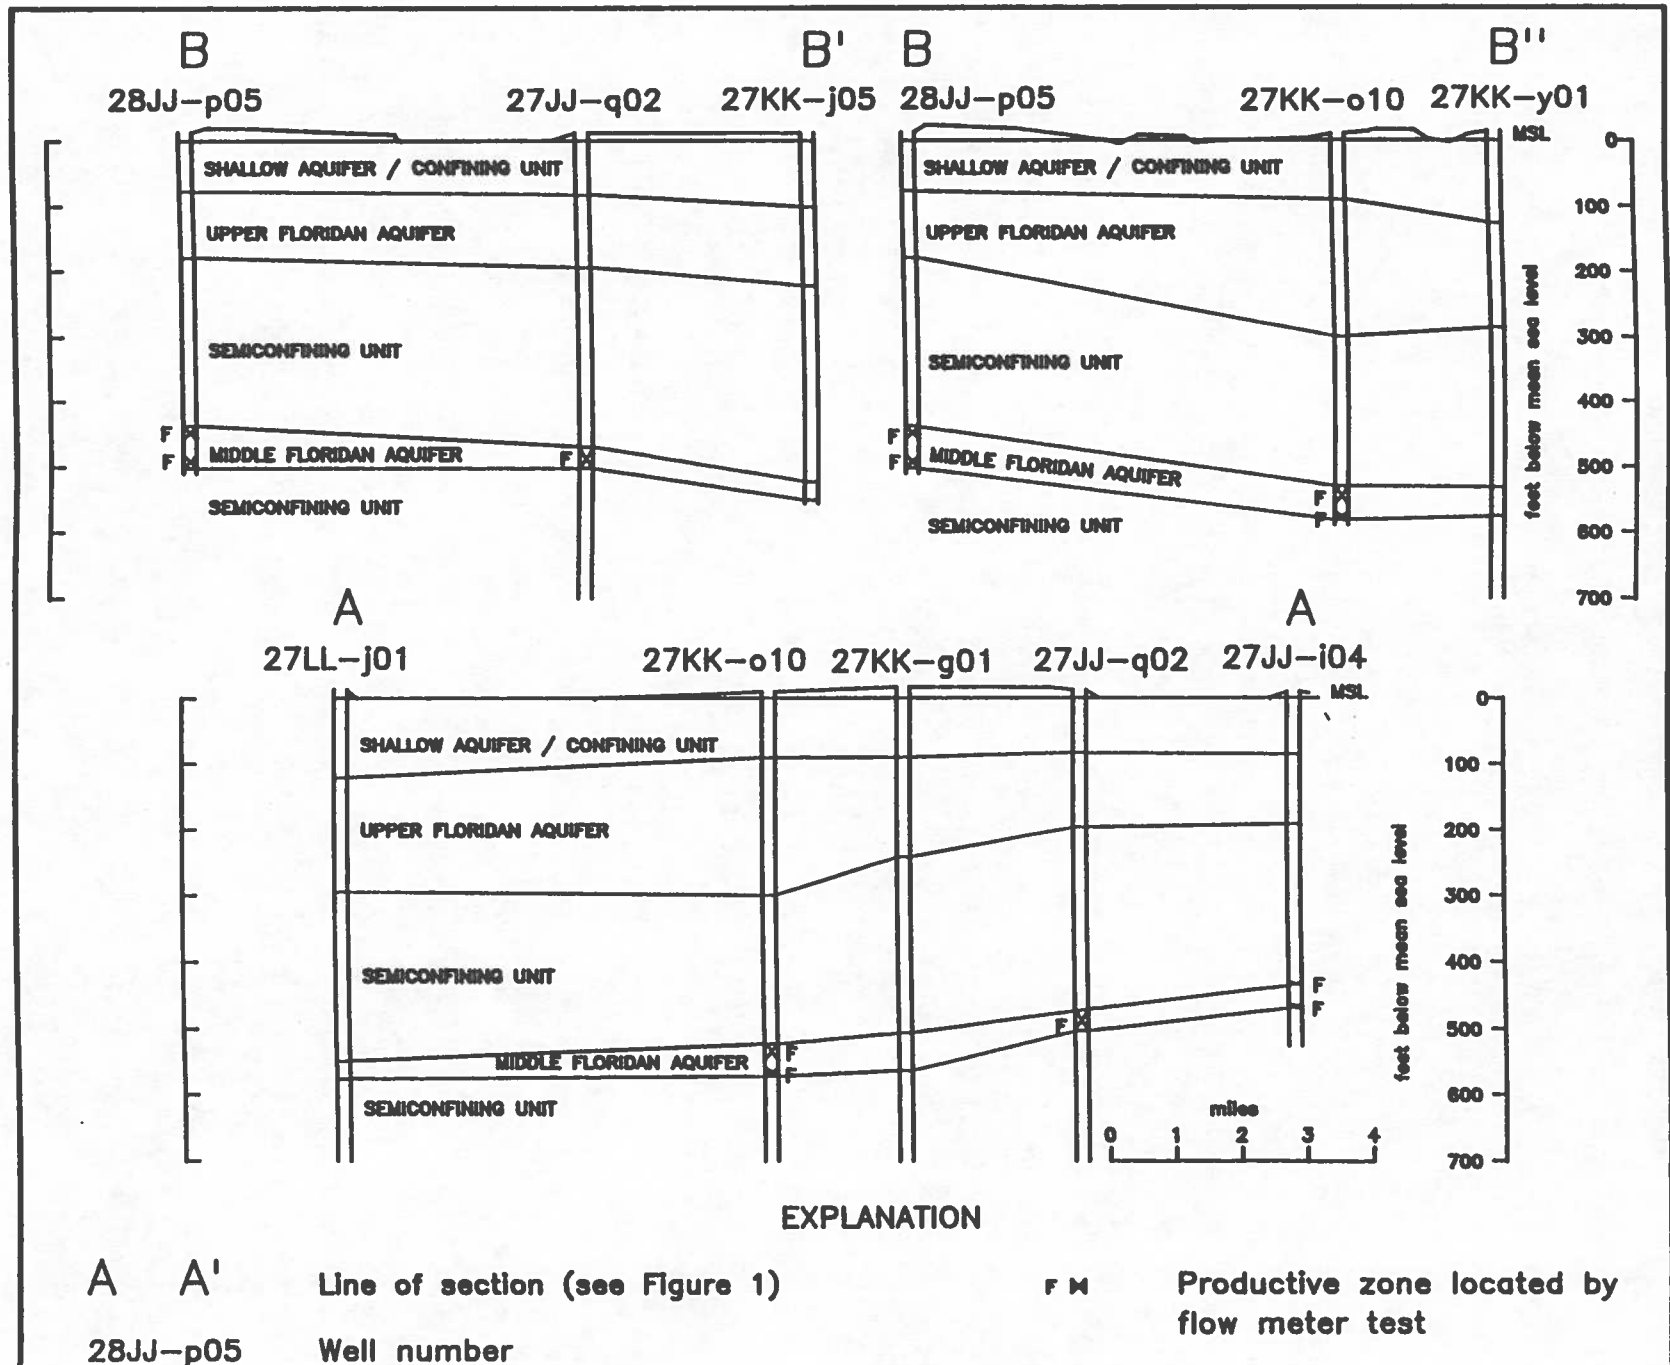 B B' B B''
28JJ-p05 27JJ-q02 27KK-j05 28JJ-p05 27KK-o10 27KK-y01
MSL 0
SHALLOW AQUIFER / CONFINING UNIT SHALLOW AQUIFER / CONFINING UNIT
100
UPPER FLORIDAN AQUIFER UPPER FLORIDAN AQUIFER
200
300
SEMICONFINING UNIT SEMICONFINING UNIT
feet below mean sea level
400
F F
MIDDLE FLORIDAN AQUIFER F MIDDLE FLORIDAN AQUIFER
F F
500
F
F
SEMICONFINING UNIT SEMICONFINING UNIT
600
700
A A
27LL-j01 27KK-o10 27KK-g01 27JJ-q02 27JJ-i04
MSL 0
SHALLOW AQUIFER / CONFINING UNIT
100
UPPER FLORIDAN AQUIFER
200
300
feet below mean sea level
SEMICONFINING UNIT
400
F
F
F
500
F
MIDDLE FLORIDAN AQUIFER
F
SEMICONFINING UNIT
600
miles
0 1 2 3 4
700
EXPLANATION
A A' Line of section (see Figure 1)
F Productive zone located by
flow meter test
28JJ-p05 Well number